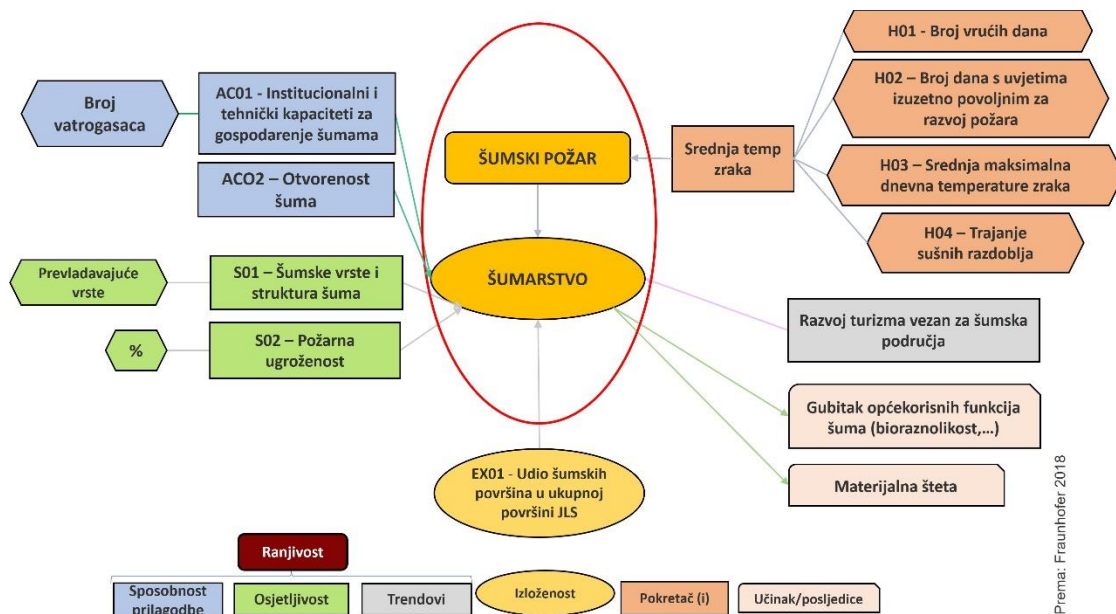 Broj
vatrogasaca
AC01 - Institucionalni i
tehnički kapaciteti za
gospodarenje šumama
ACO2 – Otvorenost
šuma
Prevladavajuće
vrste
S01 – Šumske vrste i
struktura šuma
%
S02 – Požarna
ugroženost
ŠUMSKI POŽAR
ŠUMARSTVO
EX01 - Udio šumskih
površina u ukupnoj
površini JLS
Srednja temp
zraka
H01 - Broj vrućih dana
H02 – Broj dana s uvjetima
izuzetno povoljnim za
razvoj požara
H03 – Srednja maksimalna
dnevna temperature zraka
H04 – Trajanje
sušnih razdoblja
Razvoj turizma vezan za šumska
područja
Gubitak općekorisnih funkcija
šuma (bioraznolikost,...)
Materijalna šteta
Prema: Fraunhofer 2018
Ranjivost
Sposobnost
prilagodbe
Osjetljivost
Trendovi
Izloženost
Pokretač (i)
Učinak/posljedice